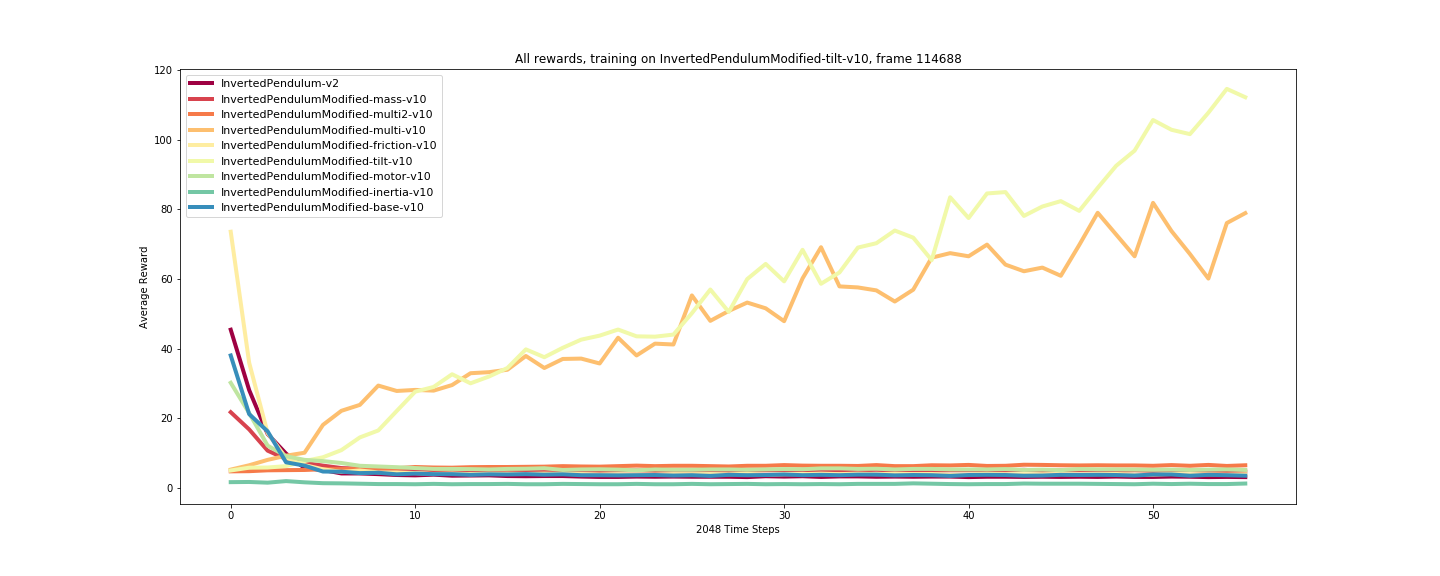 All rewards, training on InvertedPendulumModified-tilt-v10, frame 114688
InvertedPendulum-v2
InvertedPendulumModified-mass-v10
InvertedPendulumModified-multi2-v10
InvertedPendulumModified-multi-v10
InvertedPendulumModified-friction-v10
InvertedPendulumModified-tilt-v10
InvertedPendulumModified-motor-v10
InvertedPendulumModified-inertia-v10
InvertedPendulumModified-base-v10
120
100
80
60
40
20
0
Average Reward
0 10 20 30 40 50
2048 Time Steps